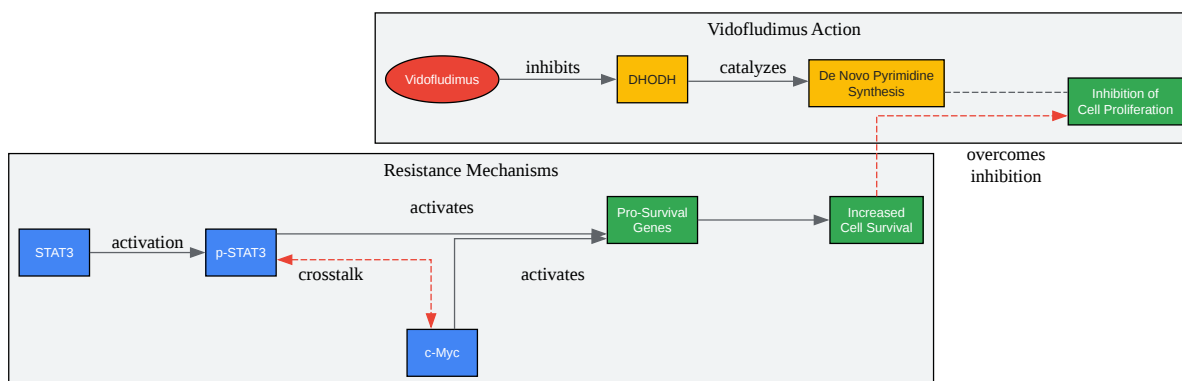 Vidofludimus Action
Vidofludimus
inhibits
DHODH
catalyzes
De Novo Pyrimidine
Synthesis
Inhibition of
Cell Proliferation
overcomes
inhibition
Resistance Mechanisms
STAT3
activation
p-STAT3
activates
Pro-Survival
Genes
Increased
Cell Survival
crosstalk
activates
c-Myc